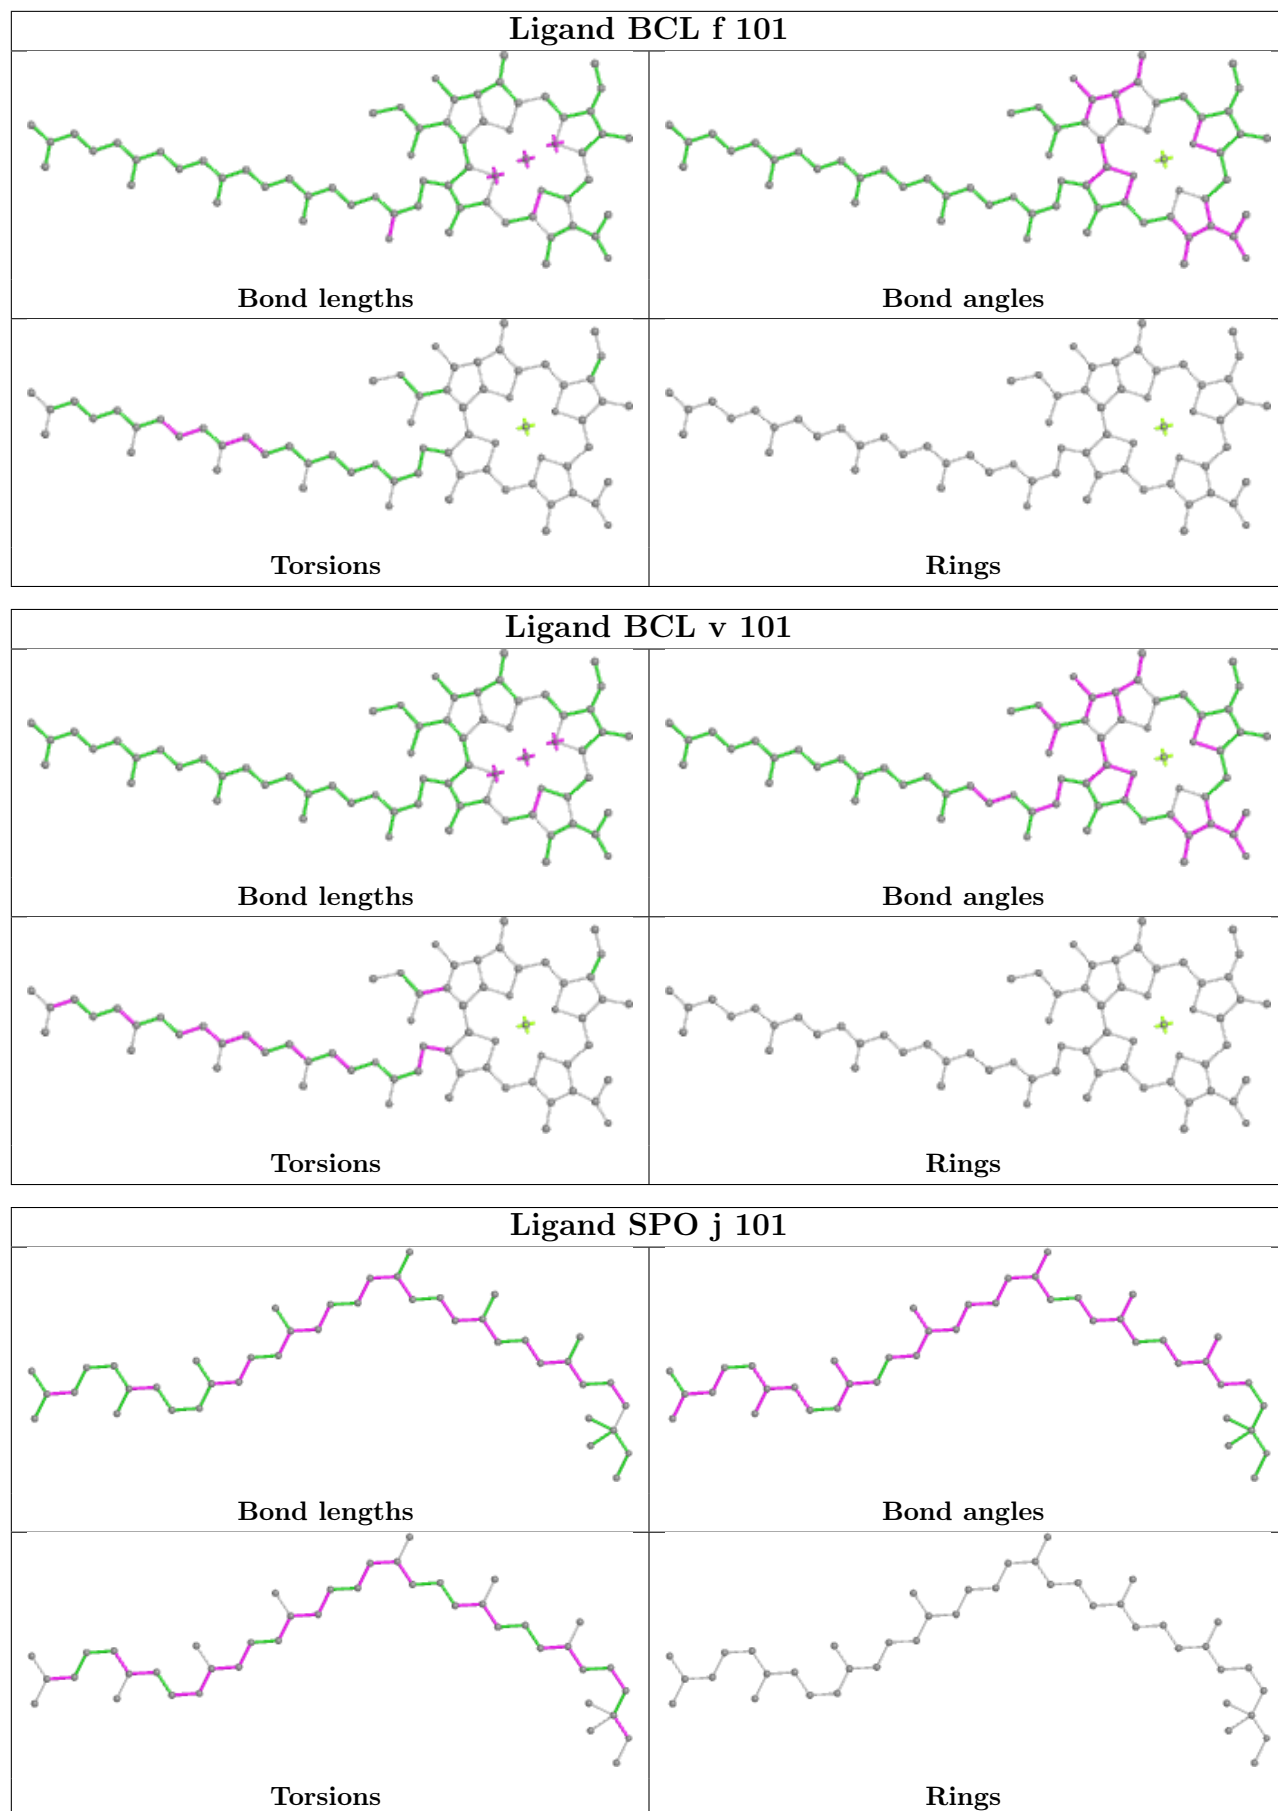 Ligand BCL f 101
Bond lengths
Bond angles
Torsions
Rings
Ligand BCL v 101
Bond lengths
Bond angles
Torsions
Rings
Ligand SPO j 101
Bond lengths
Bond angles
Torsions
Rings